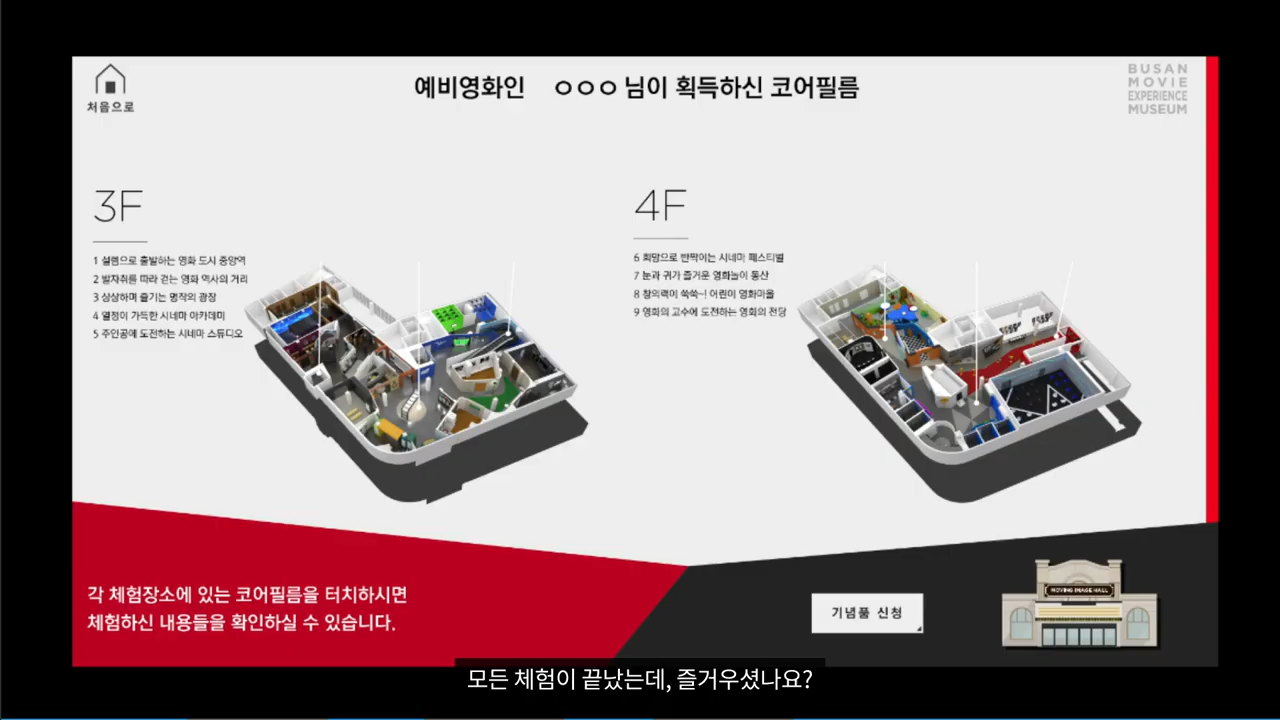 처음으로
예비영화인 ㅇㅇㅇ 님이 획득하신 코어필름
BUSAN
MOVIE
EXPERIENCE
MUSEUM
3F
1 설렘으로 출발하는 영화 도시 중앙역
2 발자취를 따라 걷는 영화 역사의 거리
3 상상하며 즐기는 명작의 광장
4 열정이 가득한 시네마 아카데미
5 주인공에 도전하는 시네마 스튜디오
4F
6 희망으로 반짝이는 시네마 페스티벌
7 눈과 귀가 즐거운 영화놀이 동산
8 창의력이 쑥쑥~! 어린이 영화마을
9 영화의 고수에 도전하는 영화의 전당
각 체험장소에 있는 코어필름을 터치하시면
체험하신 내용들을 확인하실 수 있습니다.
기념품 신청
MOVING IMAGE HALL
모든 체험이 끝났는데, 즐거우셨나요?